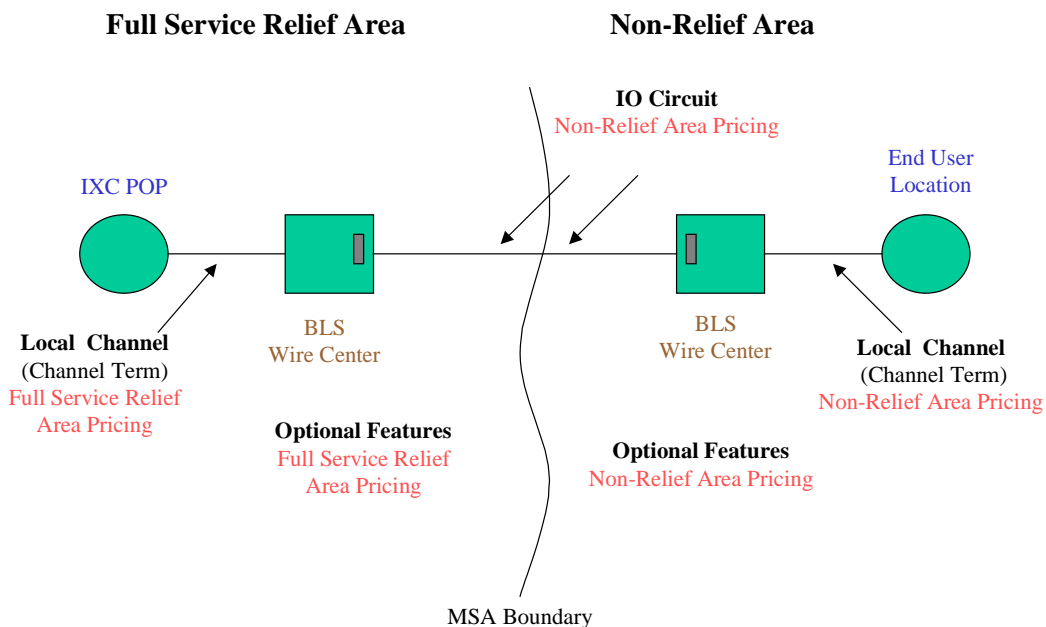 Full Service Relief Area
Non-Relief Area
IO Circuit
Non-Relief Area Pricing
IXC POP
End User
Location
BLS
Wire Center
BLS
Wire Center
Local Channel
(Channel Term)
Full Service Relief
Area Pricing
Local Channel
(Channel Term)
Non-Relief Area Pricing
Optional Features
Full Service Relief
Area Pricing
Optional Features
Non-Relief Area Pricing
MSA Boundary